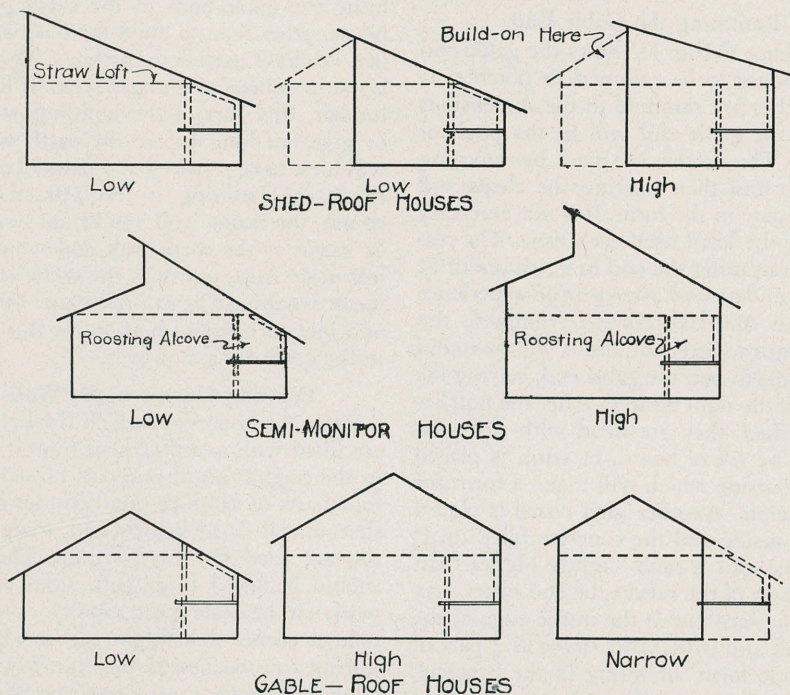 Build-on Here
Straw Loft
Low
Low
High
SHED-ROOF HOUSES
Roosting Alcove
Roosting Alcove
Low
High
SEMI-MONITOR HOUSES
Low
High
Narrow
GABLE-ROOF HOUSES